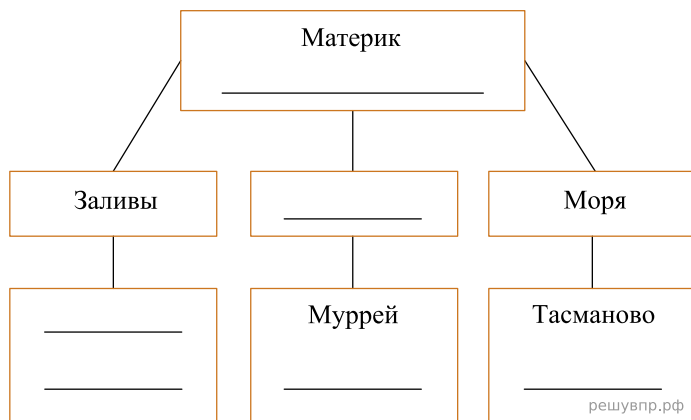 Материк
Заливы
Моря
Муррей
Тасманово
решувпр.рф